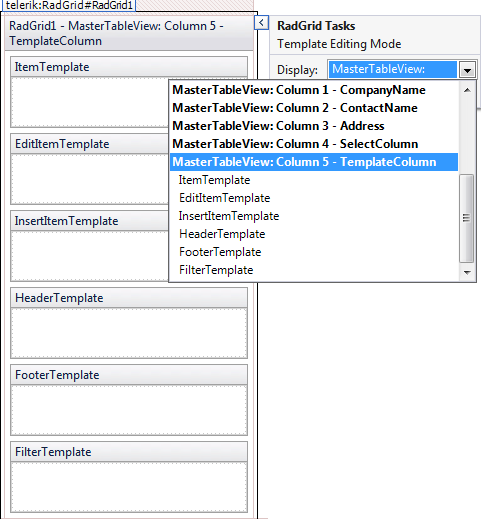 telerik:RadGrid#RadGrid1
RadGrid1 - MasterTableView: Column 5 -
TemplateColumn
ItemTemplate
EditItemTemplate
InsertItemTemplate
HeaderTemplate
FooterTemplate
FilterTemplate
RadGrid Tasks
Template Editing Mode
Display: MasterTableView:
MasterTableView: Column 1 - CompanyName
MasterTableView: Column 2 - ContactName
MasterTableView: Column 3 - Address
MasterTableView: Column 4 - SelectColumn
MasterTableView: Column 5 - TemplateColumn
ItemTemplate
EditItemTemplate
InsertItemTemplate
HeaderTemplate
FooterTemplate
FilterTemplate